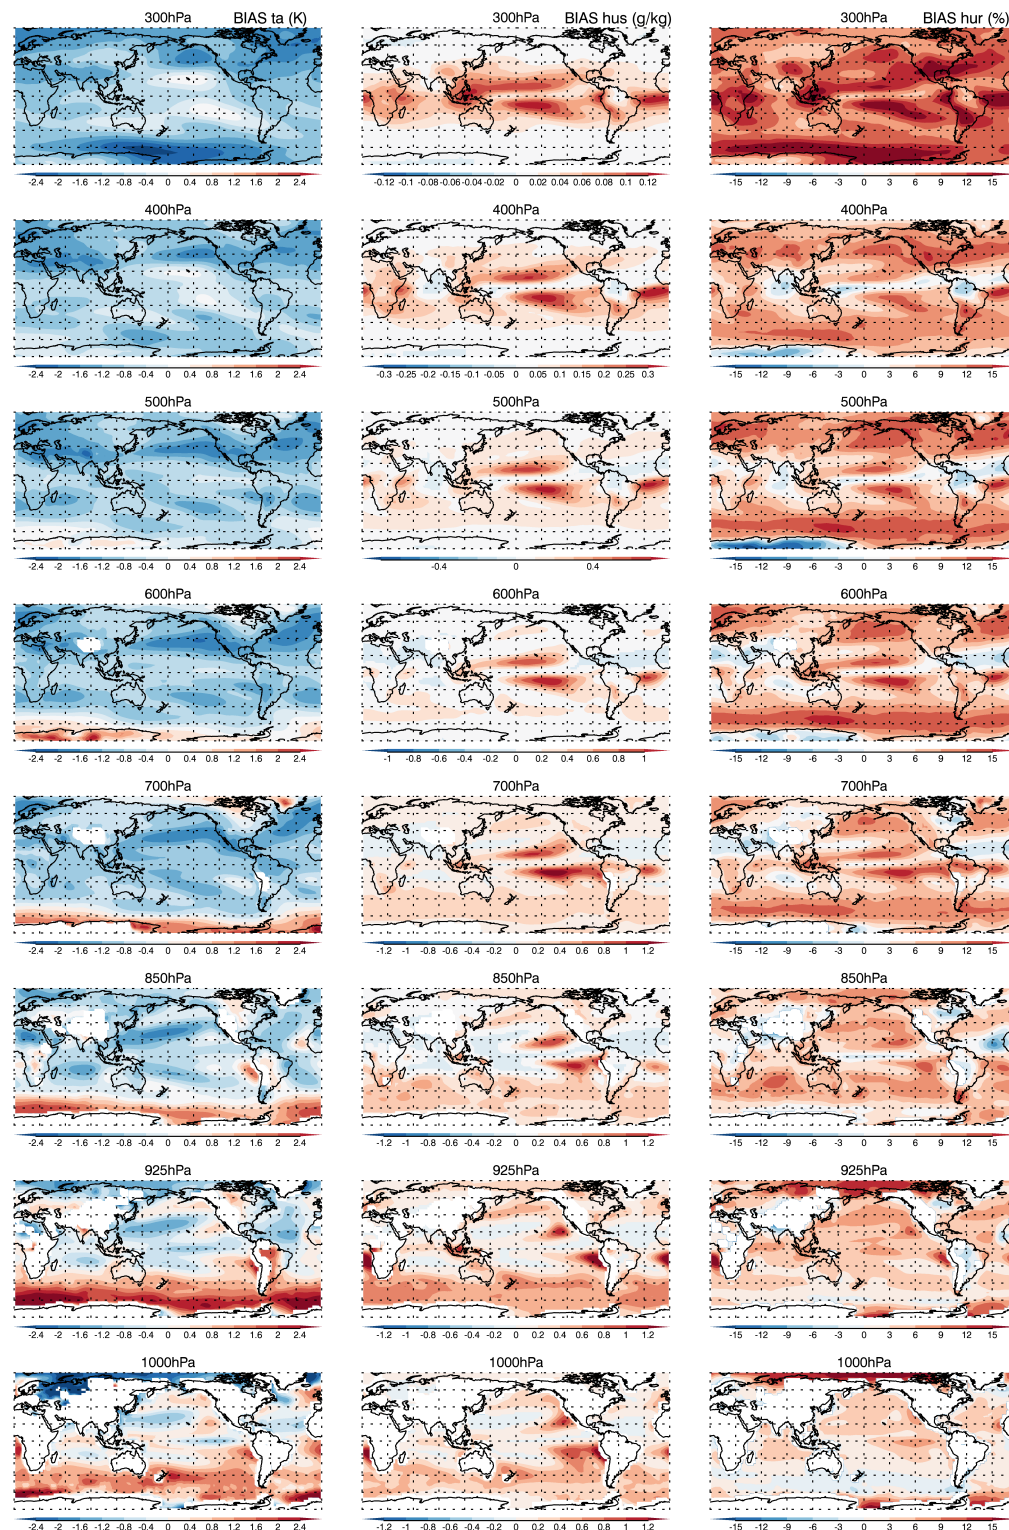 300hPa BIAS ta (K) 300hPa BIAS hus (g/kg) 300hPa BIAS hur (%)
-2.4 -2 -1.6 -1.2 -0.8 -0.4 0 0.4 0.8 1.2 1.6 2 2.4 -0.12 -0.1 -0.08 -0.06 -0.04 -0.02 0 0.02 0.04 0.06 0.08 0.1 0.12 -15 -12 -9 -6 -3 0 3 6 9 12 15
400hPa 400hPa 400hPa
-2.4 -2 -1.6 -1.2 -0.8 -0.4 0 0.4 0.8 1.2 1.6 2 2.4 -0.3 -0.25 -0.2 -0.15 -0.1 -0.05 0 0.05 0.1 0.15 0.2 0.25 0.3 -15 -12 -9 -6 -3 0 3 6 9 12 15
500hPa 500hPa 500hPa
-2.4 -2 -1.6 -1.2 -0.8 -0.4 0 0.4 0.8 1.2 1.6 2 2.4 -0.4 0 0.4 -15 -12 -9 -6 -3 0 3 6 9 12 15
600hPa 600hPa 600hPa
-2.4 -2 -1.6 -1.2 -0.8 -0.4 0 0.4 0.8 1.2 1.6 2 2.4 -1 -0.8 -0.6 -0.4 -0.2 0 0.2 0.4 0.6 0.8 1 -15 -12 -9 -6 -3 0 3 6 9 12 15
700hPa 700hPa 700hPa
-2.4 -2 -1.6 -1.2 -0.8 -0.4 0 0.4 0.8 1.2 1.6 2 2.4 -1.2 -1 -0.8 -0.6 -0.4 -0.2 0 0.2 0.4 0.6 0.8 1 1.2 -15 -12 -9 -6 -3 0 3 6 9 12 15
850hPa 850hPa 850hPa
-2.4 -2 -1.6 -1.2 -0.8 -0.4 0 0.4 0.8 1.2 1.6 2 2.4 -1.2 -1 -0.8 -0.6 -0.4 -0.2 0 0.2 0.4 0.6 0.8 1 1.2 -15 -12 -9 -6 -3 0 3 6 9 12 15
925hPa 925hPa 925hPa
-2.4 -2 -1.6 -1.2 -0.8 -0.4 0 0.4 0.8 1.2 1.6 2 2.4 -1.2 -1 -0.8 -0.6 -0.4 -0.2 0 0.2 0.4 0.6 0.8 1 1.2 -15 -12 -9 -6 -3 0 3 6 9 12 15
1000hPa 1000hPa 1000hPa
-2.4 -2 -1.6 -1.2 -0.8 -0.4 0 0.4 0.8 1.2 1.6 2 2.4 -1.2 -1 -0.8 -0.6 -0.4 -0.2 0 0.2 0.4 0.6 0.8 1 1.2 -15 -12 -9 -6 -3 0 3 6 9 12 15